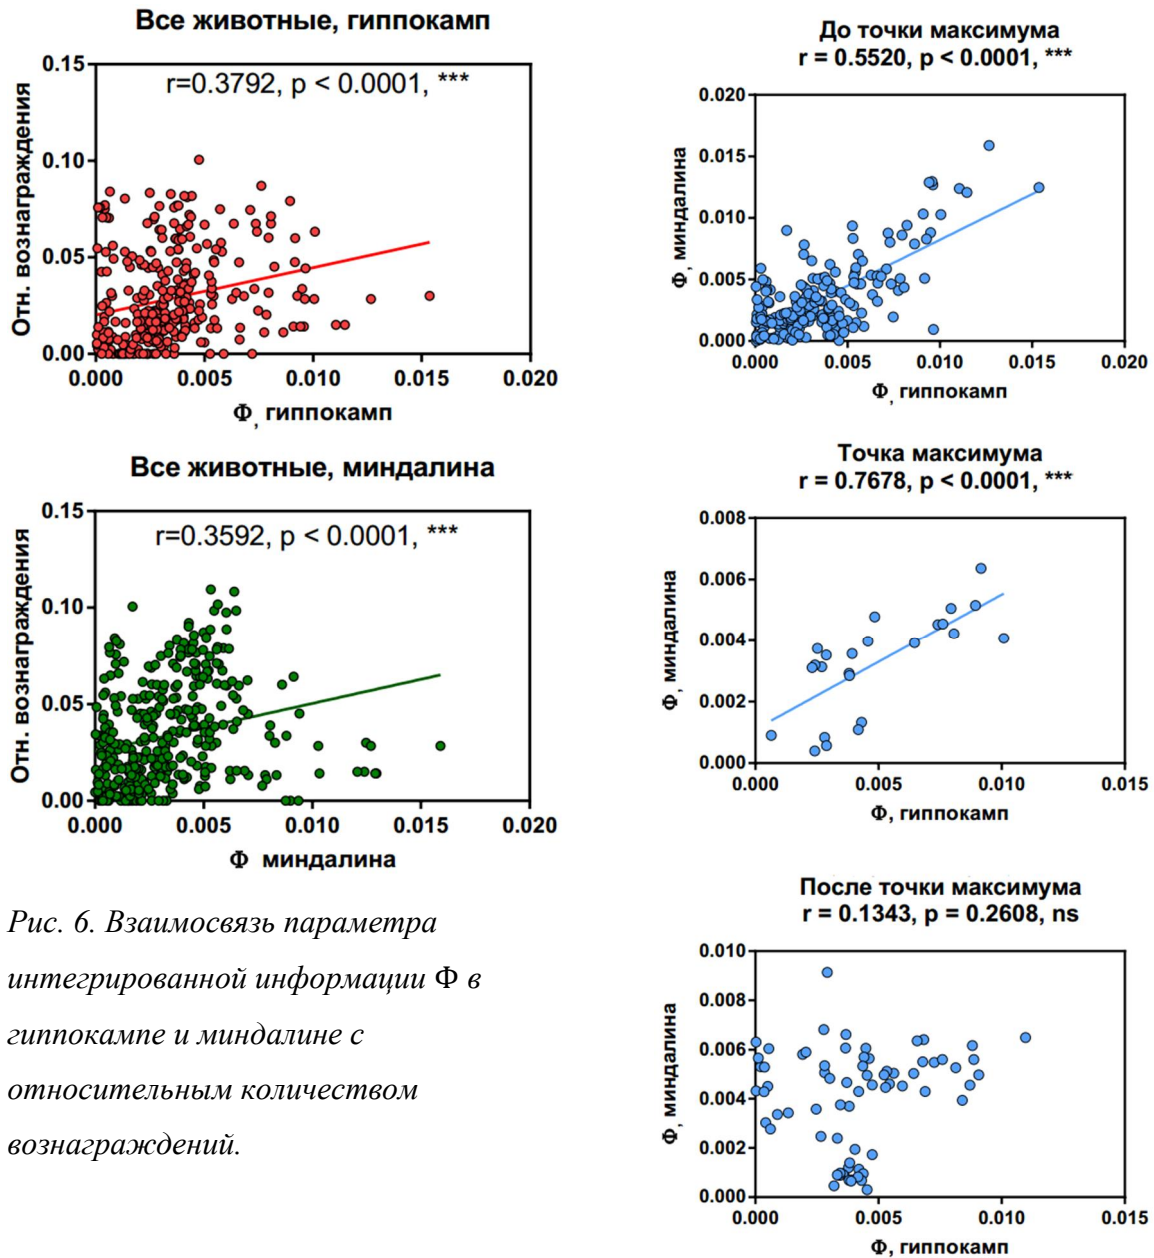 Все животные, гиппокамп
r=0.3792, p < 0.0001, ***
Отн. вознаграждения
0.15
0.10
0.05
0.00
0.000 0.005 0.010 0.015 0.020
Φ, гиппокамп
Все животные, миндалина
r=0.3592, p < 0.0001, ***
Отн. вознаграждения
0.15
0.10
0.05
0.00
0.000 0.005 0.010 0.015 0.020
Φ миндалина
Рис. 6. Взаимосвязь параметра
интегрированной информации Φ в
гиппокампе и миндалине с
относительным количеством
вознаграждений.
До точки максимума
r = 0.5520, p < 0.0001, ***
Φ, миндалина
0.020
0.015
0.010
0.005
0.000
0.000 0.005 0.010 0.015 0.020
Φ, гиппокамп
Точка максимума
r = 0.7678, p < 0.0001, ***
Φ, миндалина
0.008
0.006
0.004
0.002
0.000
0.000 0.005 0.010 0.015
Φ, гиппокамп
После точки максимума
r = 0.1343, p = 0.2608, ns
Φ, миндалина
0.010
0.008
0.006
0.004
0.002
0.000
0.000 0.005 0.010 0.015
Φ, гиппокамп